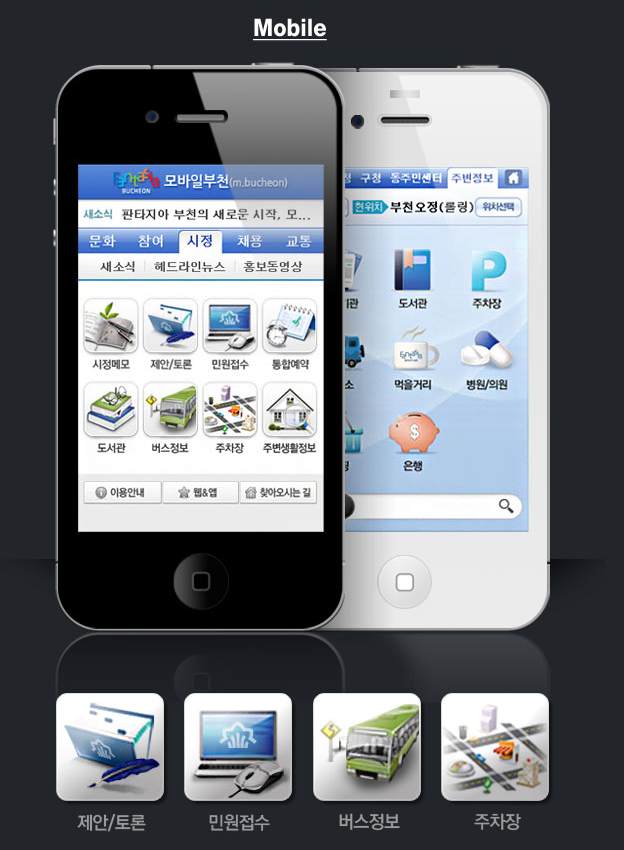 Mobile
Fantasia BUCHEON 모바일부천(m.bucheon)
새소식 판타지아 부천의 새로운 시작, 모...
문화 참여 시정 채용 교통
새소식 헤드라인뉴스 홍보동영상
시정메모 제안/토론 민원접수 통합예약
도서관 버스정보 주차장 주변생활정보
이용안내 웹&앱 찾아오시는 길
청 구청 동주민센터 주변정보
현위치 부천오정(롤링) 위치선택
기관 도서관 주차장
P
소 먹을거리 병원/의원
은행
$
제안/토론 민원접수 버스정보 주차장